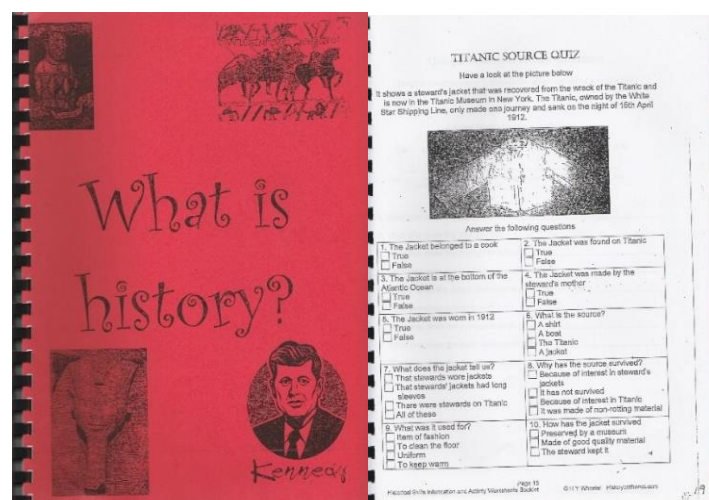 What is
history?
Kennedy
TITANIC SOURCE QUIZ
Have a look at the picture below
It shows a steward's jacket that was recovered from the wreck of the Titanic and
is now in the Titanic Museum in New York. The Titanic, owned by the White
Star Shipping Line, only made one journey and sank on the night of 15th April
1912.
Answer the following questions
1. The Jacket belonged to a cook
True
False
2. The Jacket was found on Titanic
True
False
3. The Jacket is at the bottom of the
Atlantic Ocean
True
False
4. The Jacket was made by the
steward's mother
True
False
5. The Jacket was worn in 1912
True
False
6. What is the source?
A shirt
A boat
The Titanic
A jacket
7. What does the jacket tell us?
That stewards wore jackets
That stewards' jackets had long
sleeves
There were stewards on Titanic
All of these
8. Why has the source survived?
Because of interest in steward's
jackets
It has not survived
Because of interest in Titanic
It was made of non-rotting material
9. What was it used for?
Item of fashion
To clean the floor
Uniform
To keep warm
10. How has the jacket survived
Preserved by a museum
Made of good quality material
The steward kept it
Page 15
Historical Skills Information and Activity Worksheets Booklet